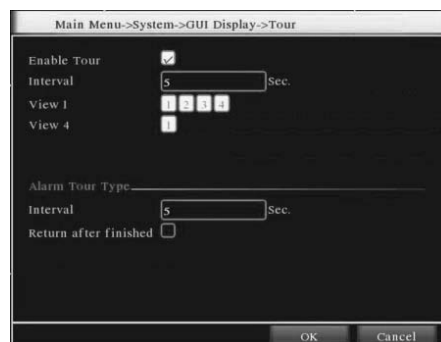 Main Menu->System->GUI Display->Tour
Enable Tour
Interval 5 Sec.
View 1 1 2 3 4
View 4 1
Alarm Tour Type
Interval 5 Sec.
Return after finished
OK Cancel